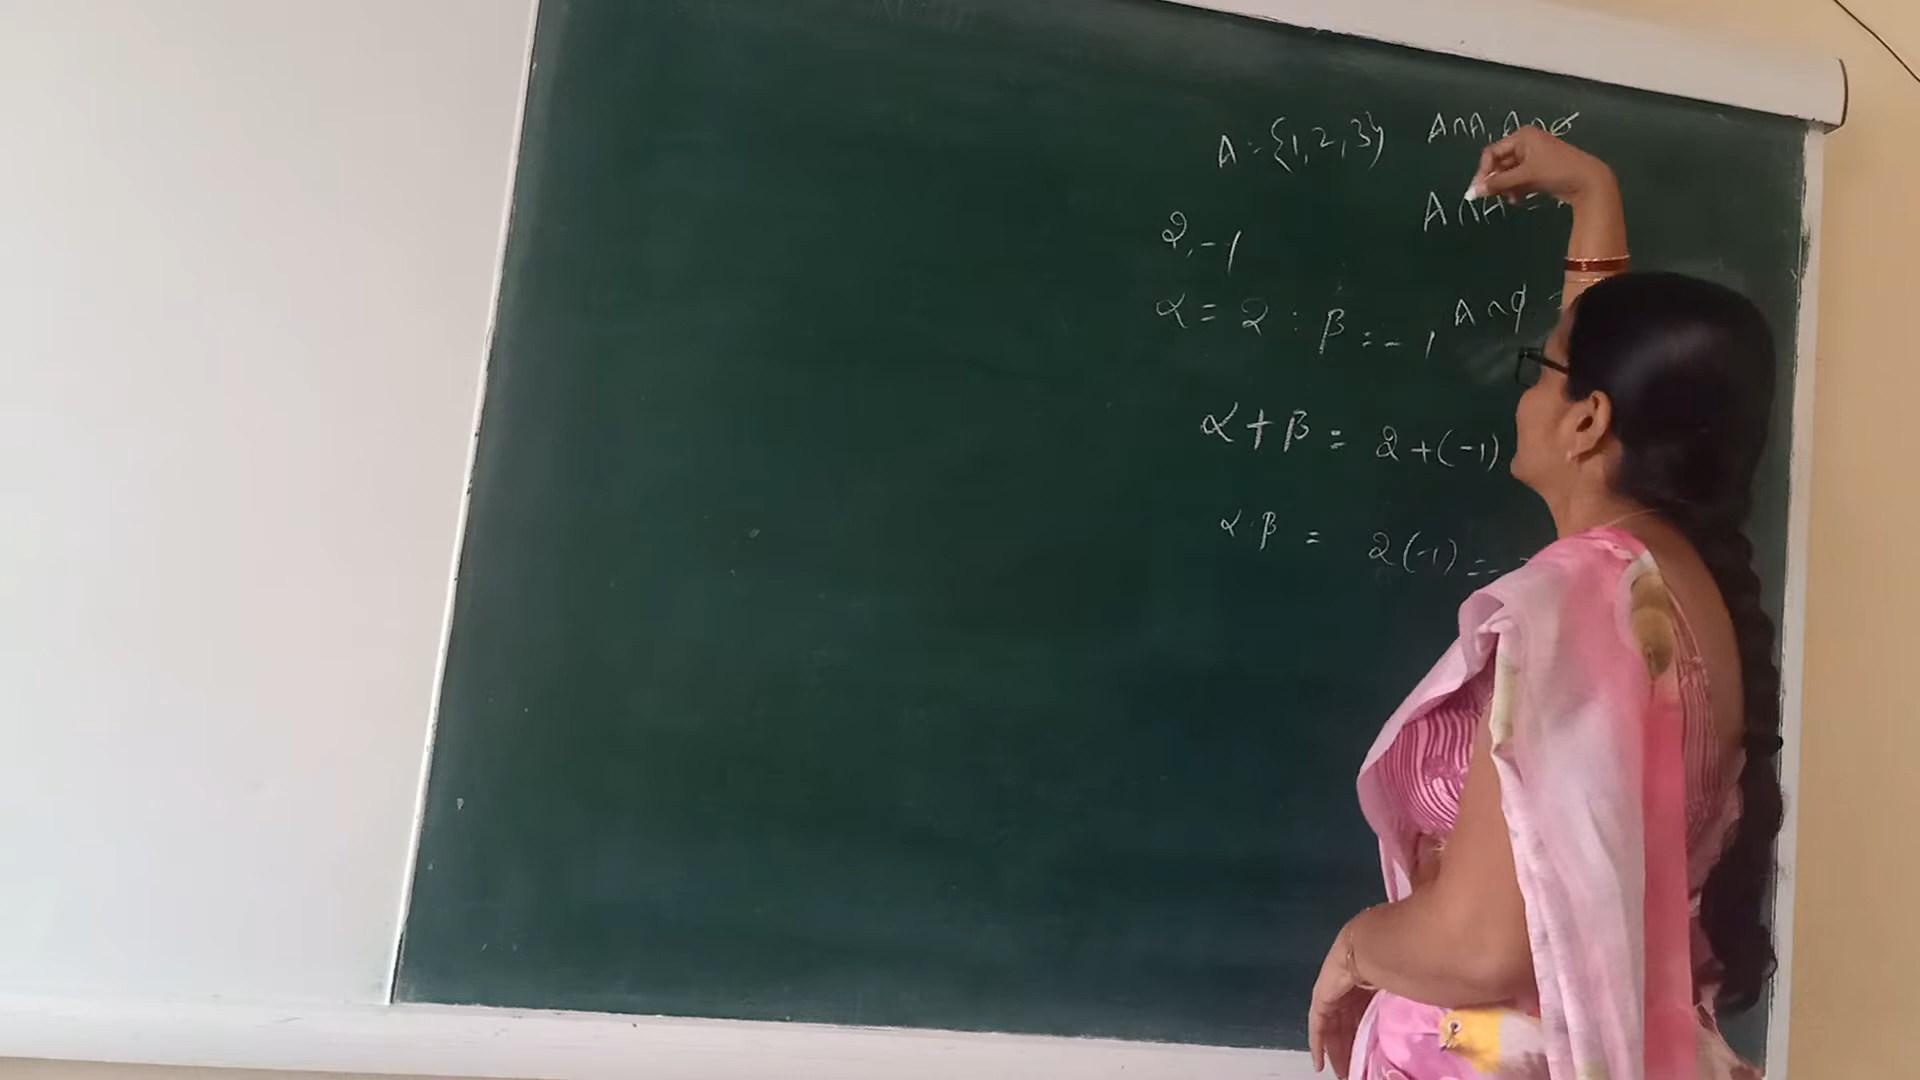 A = {1,2,3} A∩A, A∩φ
A∩A =
2, -1
α = 2 : β = -1
A∩φ =
α + β = 2 + (-1)
α . β = 2 (-1) = -